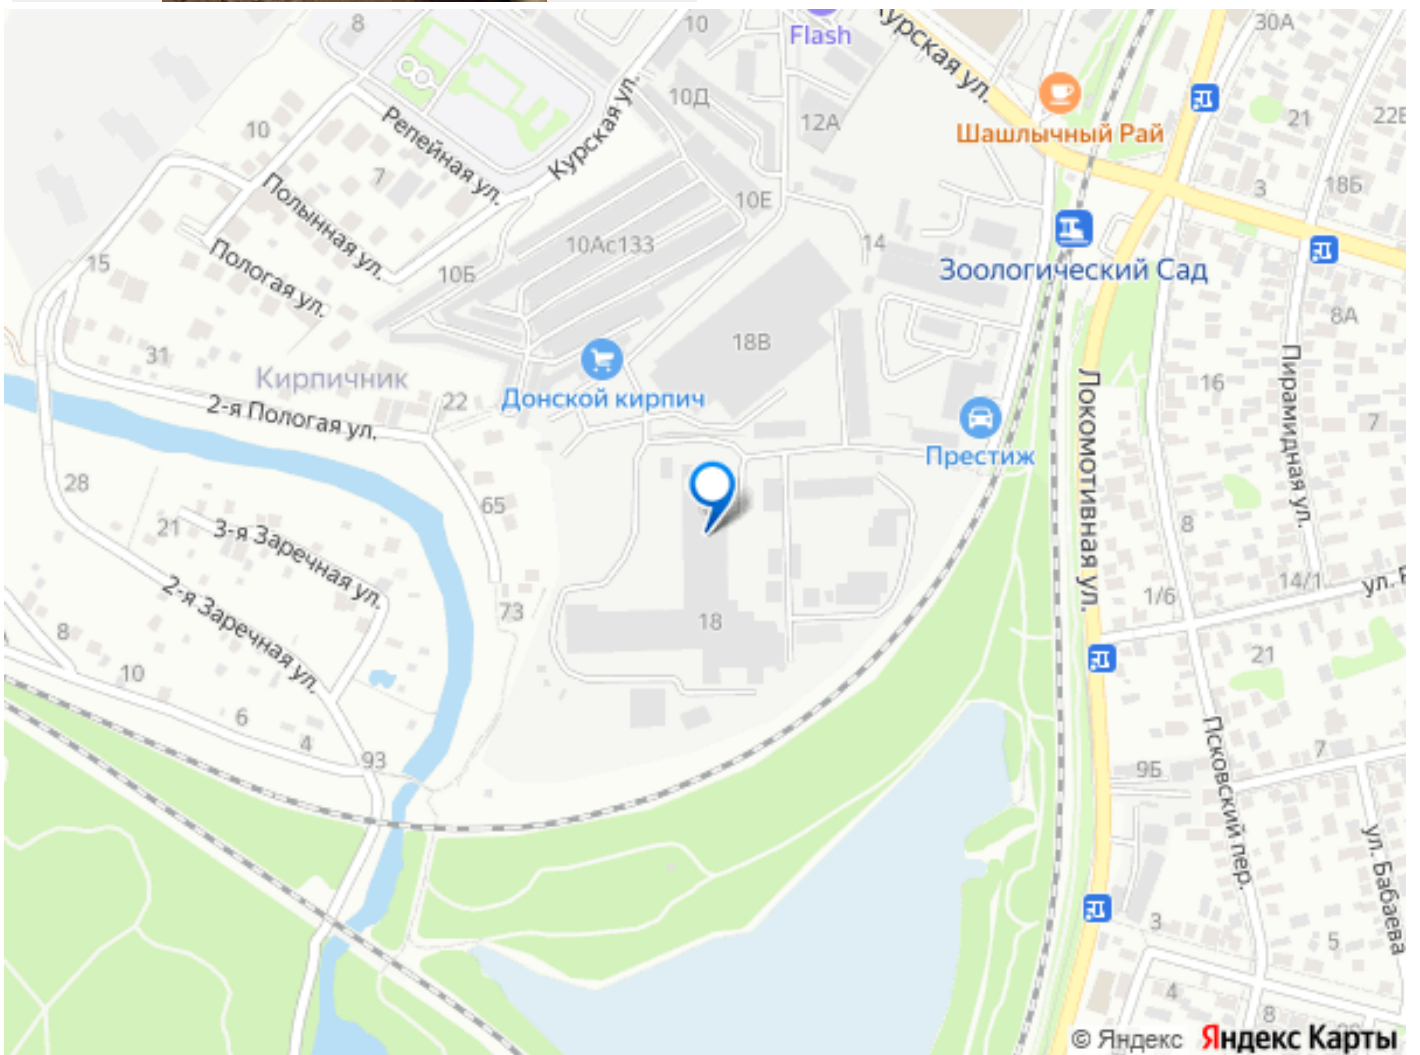 8
10
Flash
Курская ул.
30А
10Д
12А
21
Шашлычный Рай
10
Репейная ул.
Курская ул.
7
3
18Б
Полынная ул.
10Е
10Ас133
14
Зоологический Сад
15
Пологая ул.
10Б
8А
18В
31
Кирпичник
Донской кирпич
22
2-я Пологая ул.
16
Пирамидная ул.
7
Престиж
Локомотивная ул.
28
65
21
3-я Заречная ул.
8
2-я Заречная ул.
73
18
14/1
1/6
8
10
21
6
4
93
Псковский пер.
7
9Б
ул. Бабаева
3
5
4
8
© Яндекс Яндекс Карты